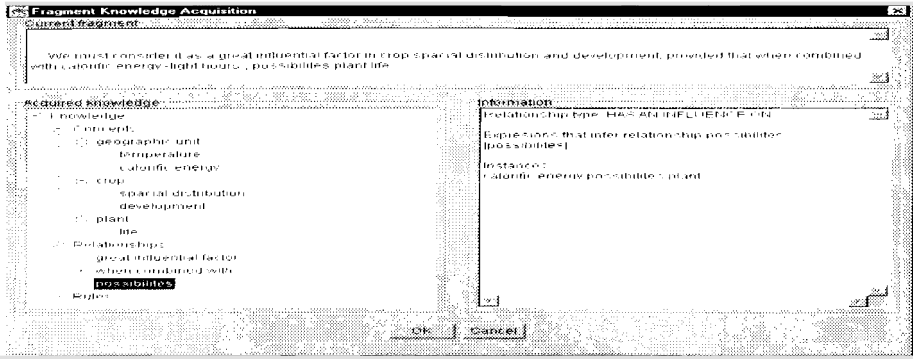 Fragment Knowledge Acquisition
Current fragment
We must consider it as a great influential factor in crop spacial distribution and development, provided that when combined
with calorific energy -light hours-, possibilites plant life
Acquired knowledge
Knowledge
Concepts
geographic unit
temperature
calorific energy
crop
spacial distribution
development
plant
life
Relationships
great influential factor
when combined with
possibilites
Rules
Information
Relationship type: HAS AN INFLUENCE ON
Expresions that infer relationship possibilites
[possibilites]
Instances:
calorific energy possibilites plant
OK
Cancel